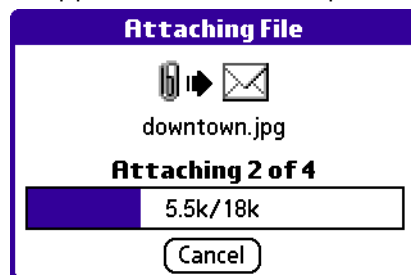 Attaching File
downtown.jpg
Attaching 2 of 4
5.5k/18k
Cancel